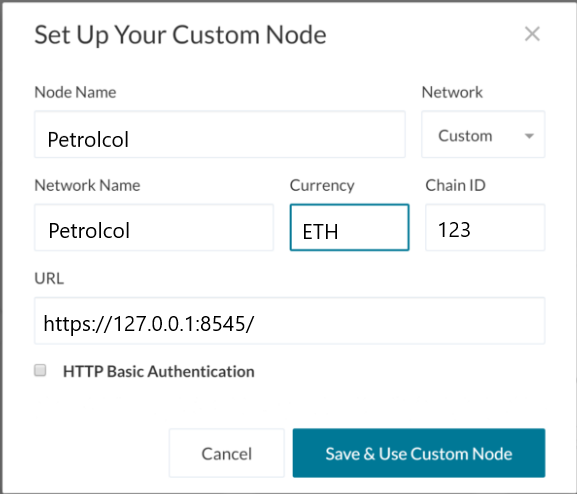 Set Up Your Custom Node
Node Name Network
Petrolcol Custom
Network Name Currency Chain ID
Petrolcol ETH 123
URL
https://127.0.0.1:8545/
HTTP Basic Authentication
Cancel Save & Use Custom Node